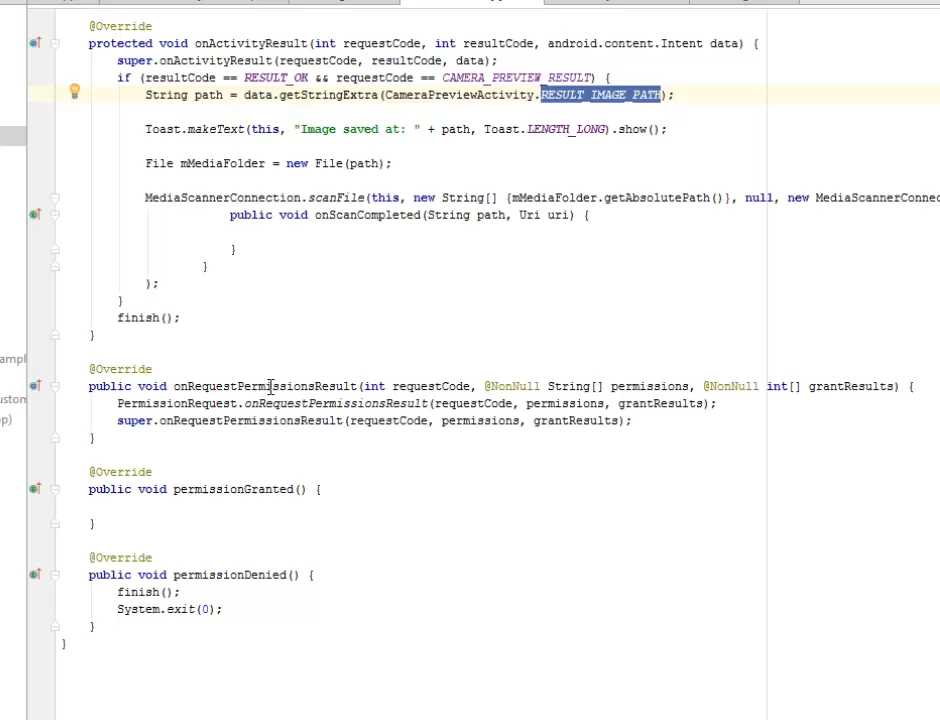 @Override
protected void onActivityResult(int requestCode, int resultCode, android.content.Intent data) {
super.onActivityResult(requestCode, resultCode, data);
if (resultCode == RESULT_OK && requestCode == CAMERA_PREVIEW_RESULT) {
String path = data.getStringExtra(CameraPreviewActivity.RESULT_IMAGE_PATH);
Toast.makeText(this, "Image saved at: " + path, Toast.LENGTH_LONG).show();
File mMediaFolder = new File(path);
MediaScannerConnection.scanFile(this, new String[] {mMediaFolder.getAbsolutePath()}, null, new MediaScannerConnec
public void onScanCompleted(String path, Uri uri) {
}
}
);
}
finish();
}
ampl
@Override
public void onRequestPermissionsResult(int requestCode, @NonNull String[] permissions, @NonNull int[] grantResults) {
ustom
PermissionRequest.onRequestPermissionsResult(requestCode, permissions, grantResults);
p)
super.onRequestPermissionsResult(requestCode, permissions, grantResults);
}
@Override
public void permissionGranted() {
}
@Override
public void permissionDenied() {
finish();
System.exit(0);
}
}